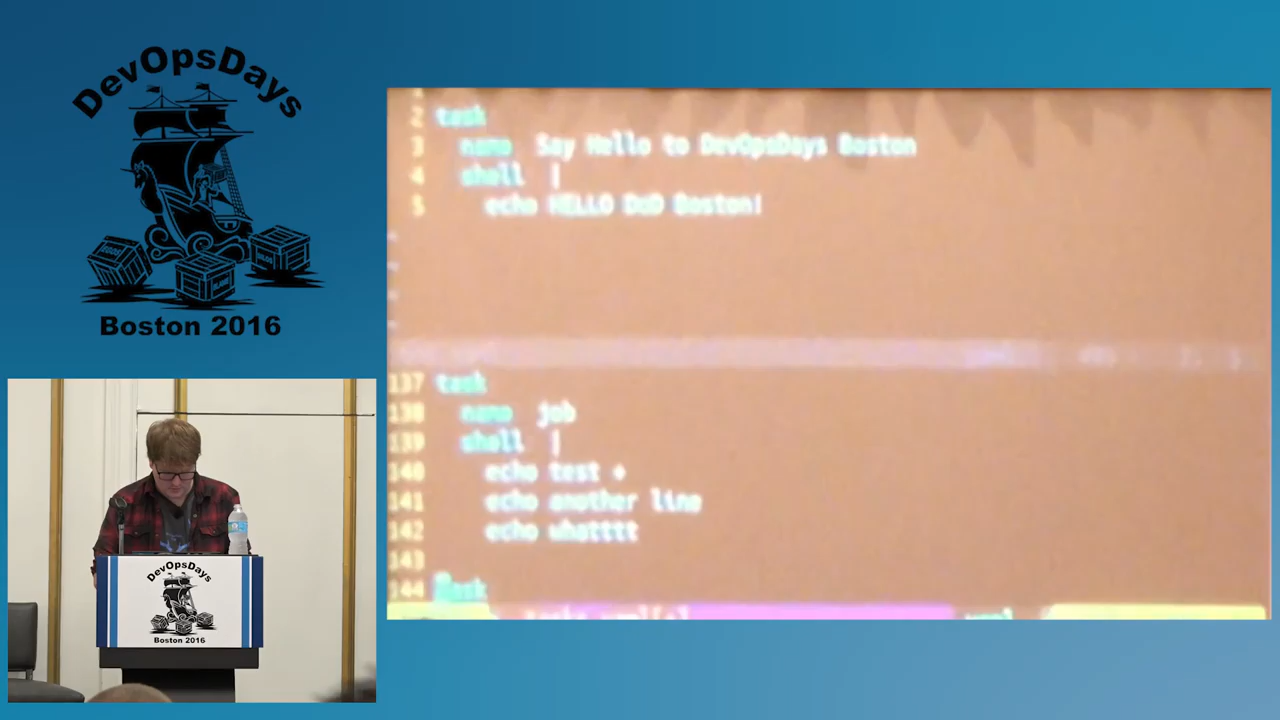 DevOpsDays
Boston 2016
2 task
3 name Say Hello to DevOpsDays Boston
4 shell |
5 echo HELLO DoD Boston!
137 task
138 name job
139 shell |
140 echo test +
141 echo another line
142 echo whatttt
143
144 task
DevOpsDays
Boston 2016